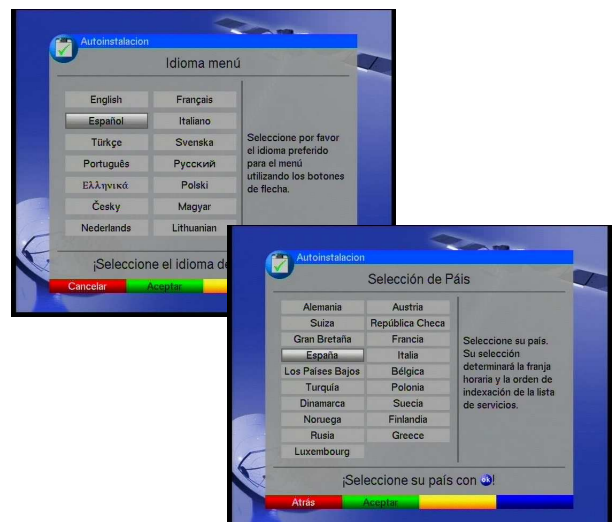 Autoinstalacion
Idioma menú
English Français
Español Italiano
Türkçe Svenska
Português Русский
Ελληνικά Polski
Česky Magyar
Nederlands Lithuanian
Seleccione por favor
el idioma preferido
para el menú
utilizando los botones
de flecha.
¡Seleccione el idioma de
Cancelar Aceptar
Autoinstalacion
Selección de Páis
Alemania Austria
Suiza República Checa
Gran Bretaña Francia
España Italia
Los Países Bajos Bélgica
Turquía Polonia
Dinamarca Suecia
Noruega Finlandia
Rusia Greece
Luxembourg
Seleccione su país.
Su selección
determinará la franja
horaria y la orden de
indexación de la lista
de servicios.
¡Seleccione su país con ok!
Atrás Aceptar